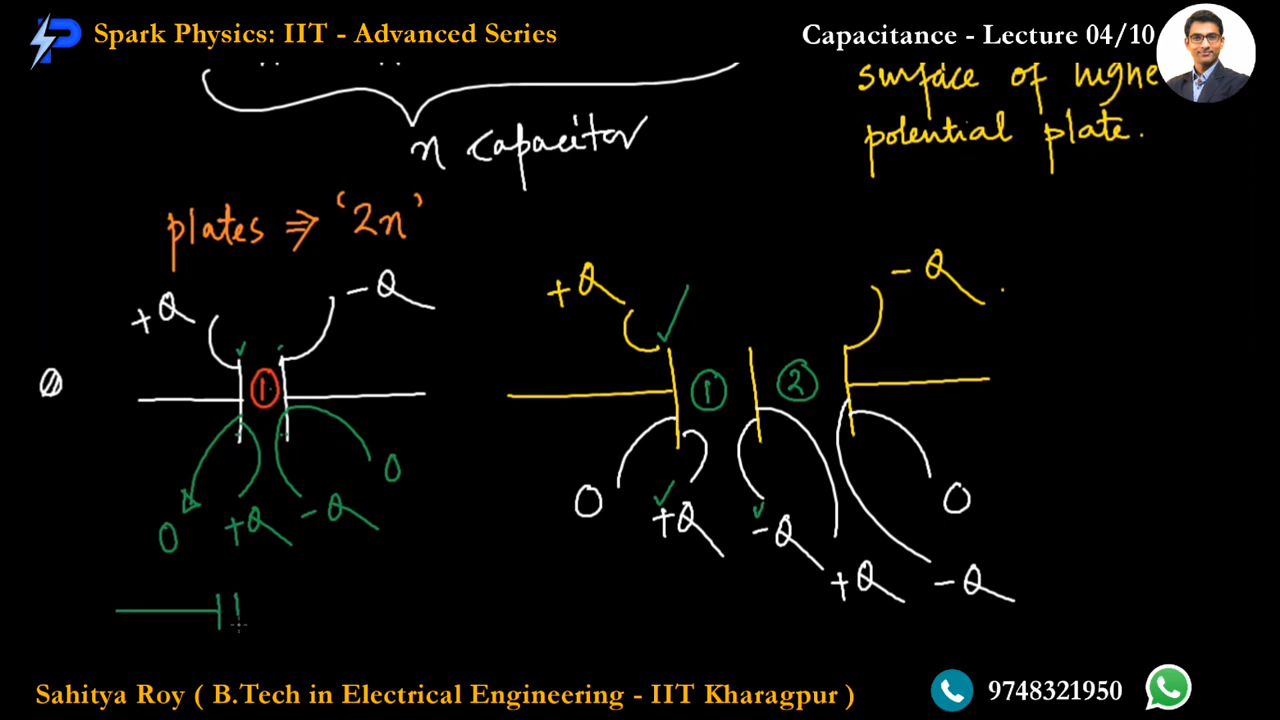 Spark Physics: IIT - Advanced Series
Capacitance - Lecture 04/10
surface of highe
potential plate.
n capacitor
plates ⇒ '2n'
+Q
-Q
+Q
-Q
1
1
2
0
+Q
-Q
0
0
+Q
-Q
+Q
-Q
0
Sahitya Roy ( B.Tech in Electrical Engineering - IIT Kharagpur )
9748321950